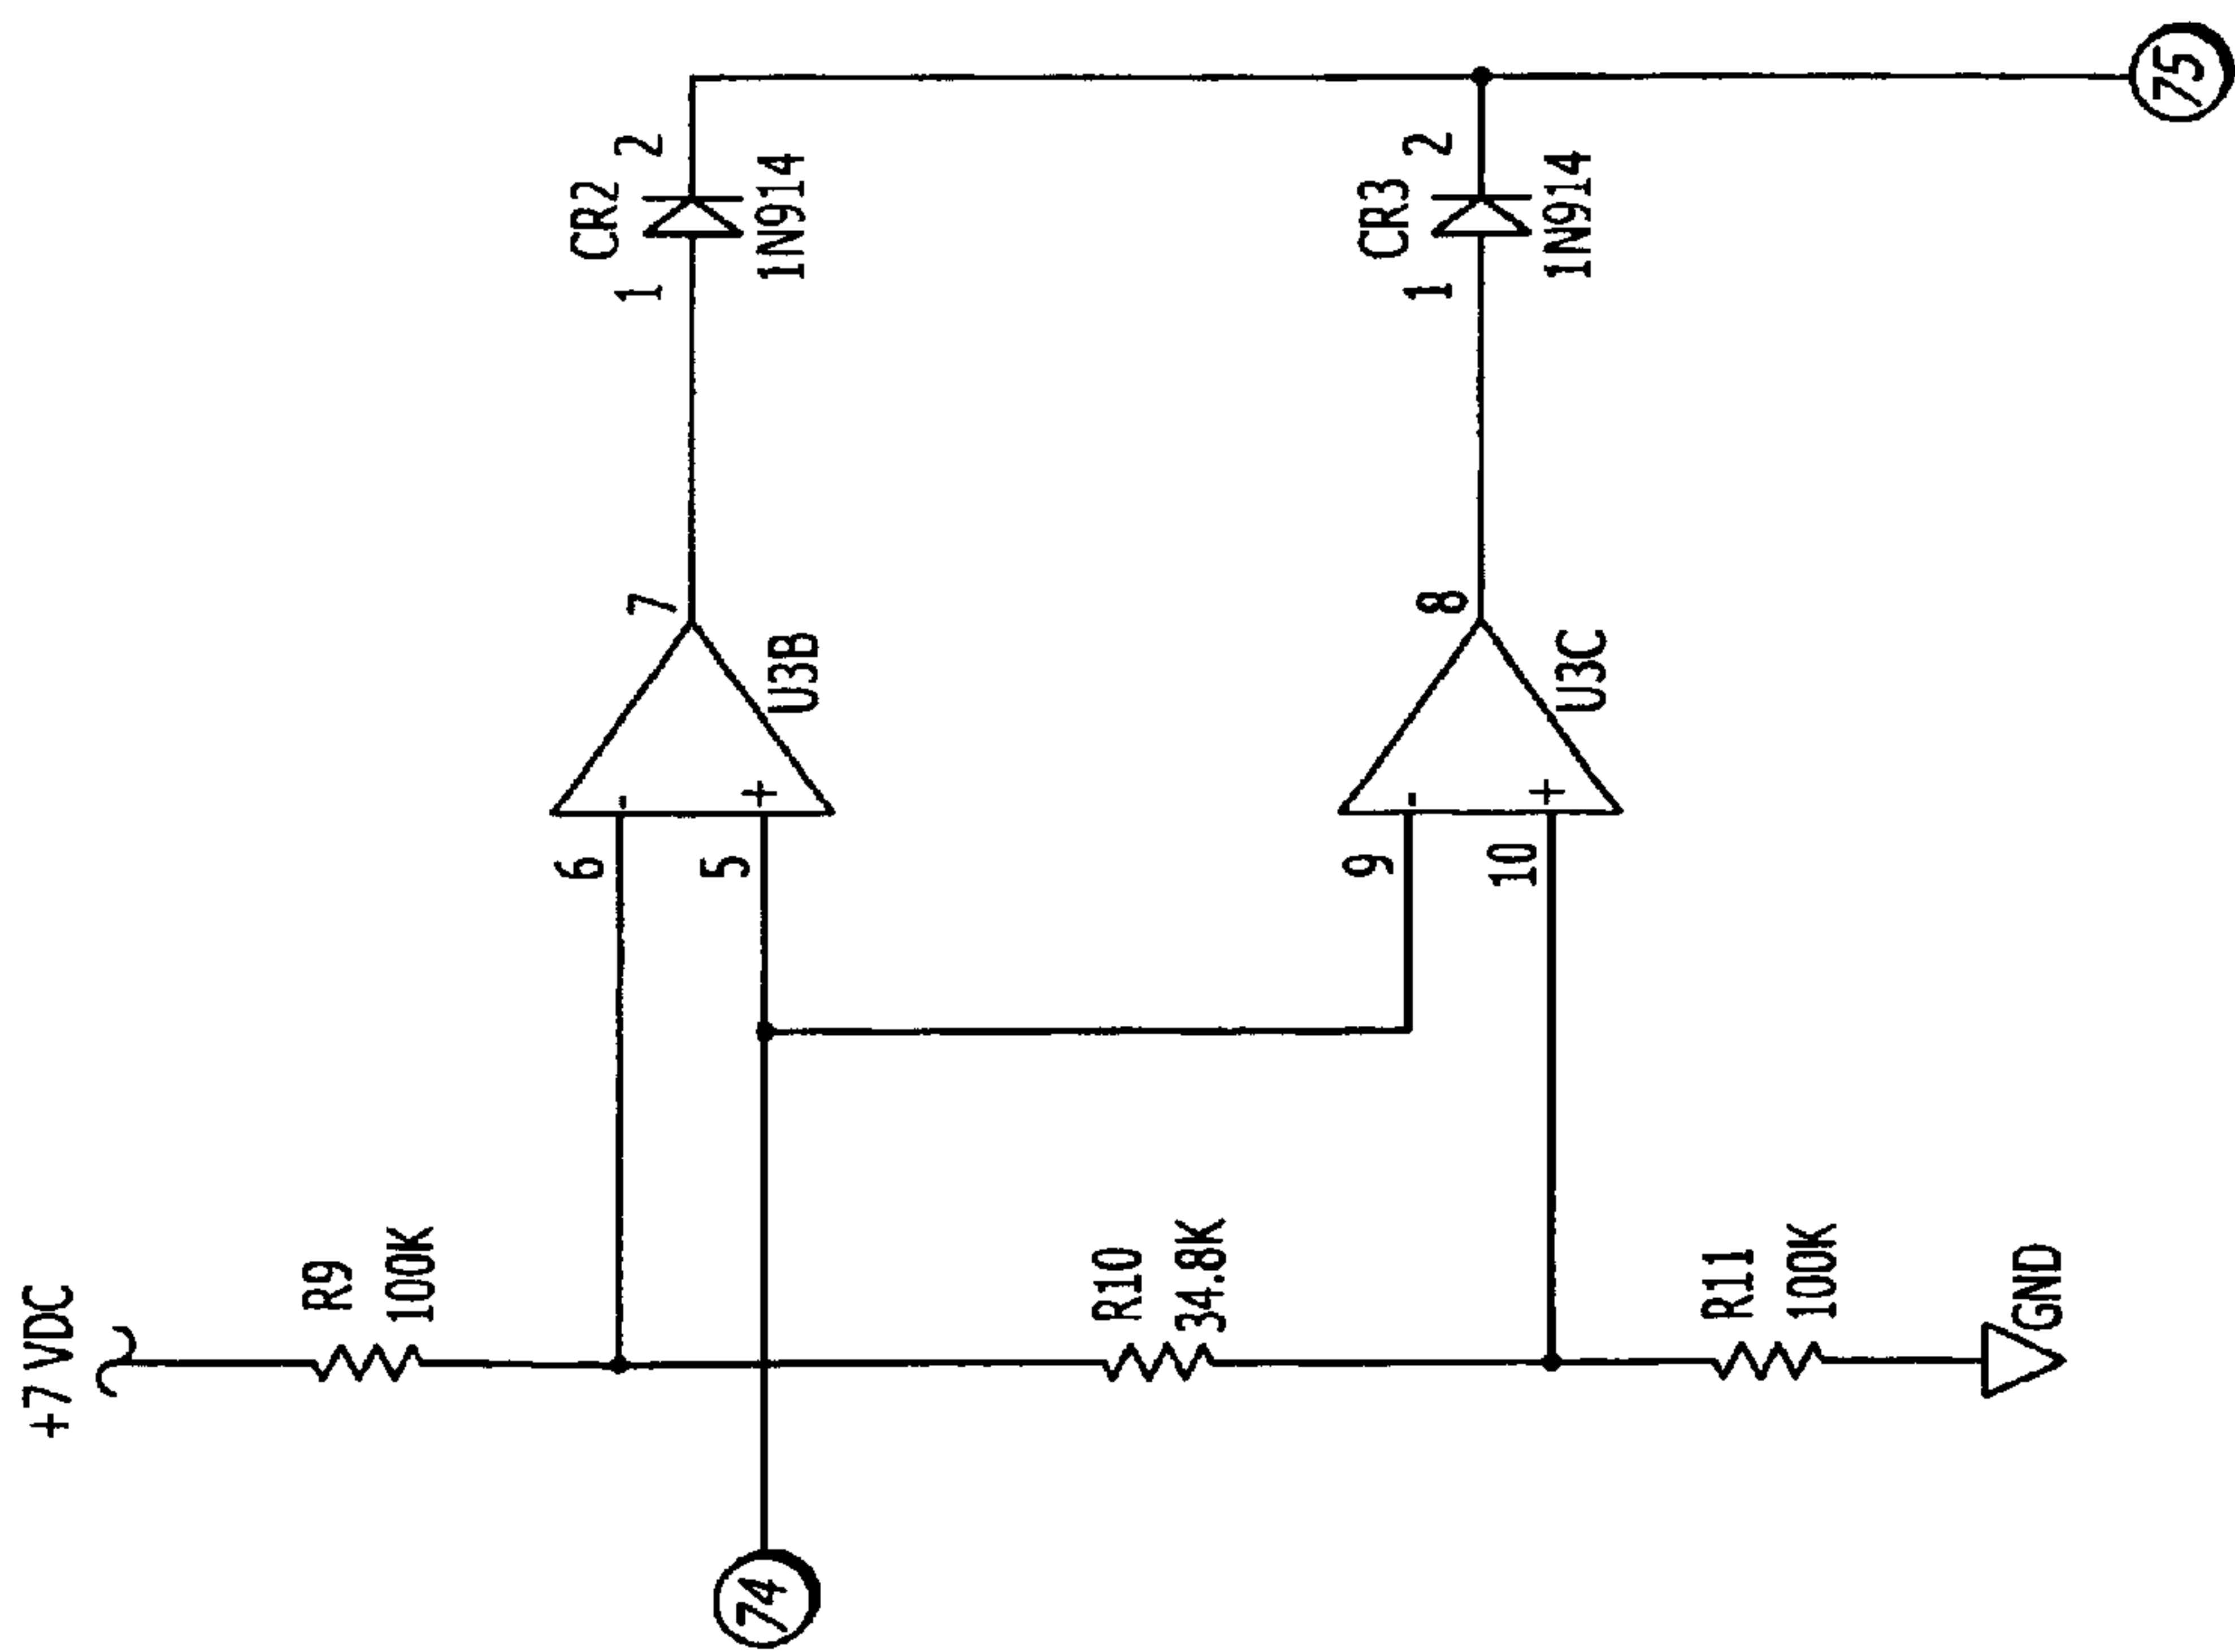 +7 VDC
R9
100K
R10
34.8K
R11
100K
GND
74
6
5
-
+
U3B
7
9
10
-
+
U3C
8
1
CR2
2
1N914
1
CR3
2
1N914
75